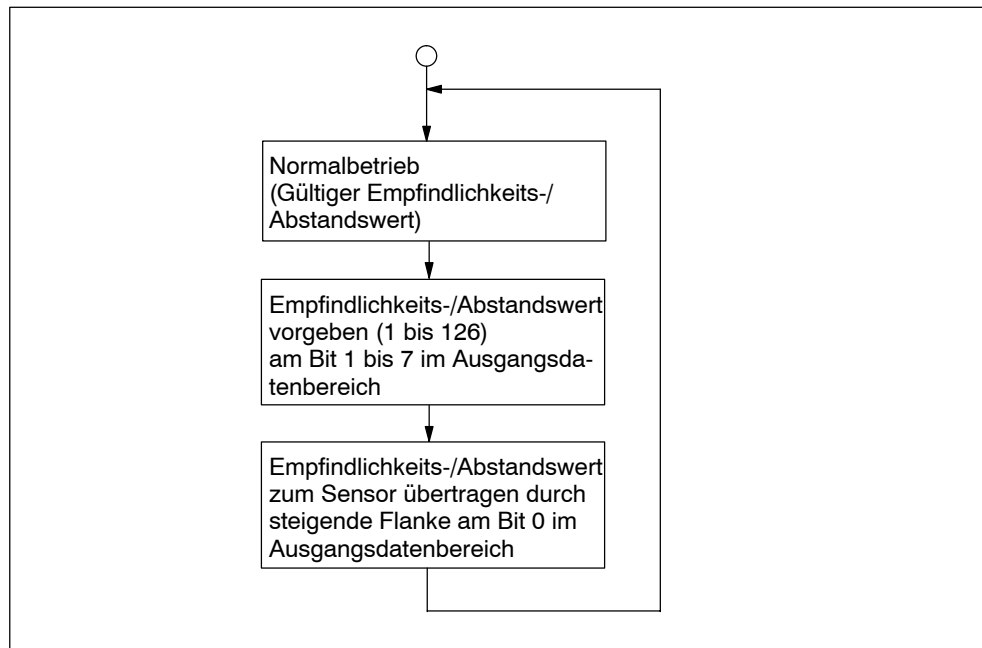 Normalbetrieb
(Gültiger Empfindlichkeits-/
Abstandswert)
Empfindlichkeits-/Abstandswert
vorgeben (1 bis 126)
am Bit 1 bis 7 im Ausgangsda-
tenbereich
Empfindlichkeits-/Abstandswert
zum Sensor übertragen durch
steigende Flanke am Bit 0 im
Ausgangsdatenbereich